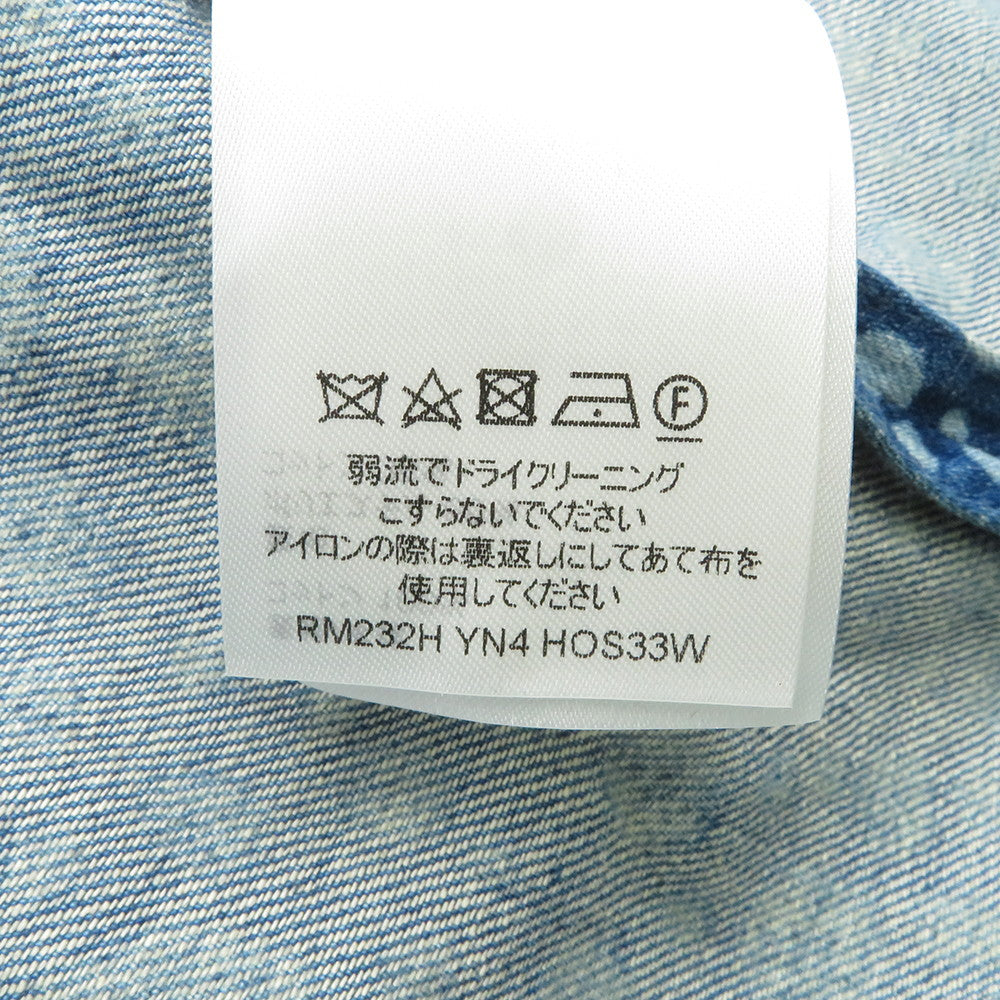 F
弱流でドライクリーニング
こすらないでください
アイロンの際は裏返しにしてあて布を
使用してください
RM232H YN4 HOS33W